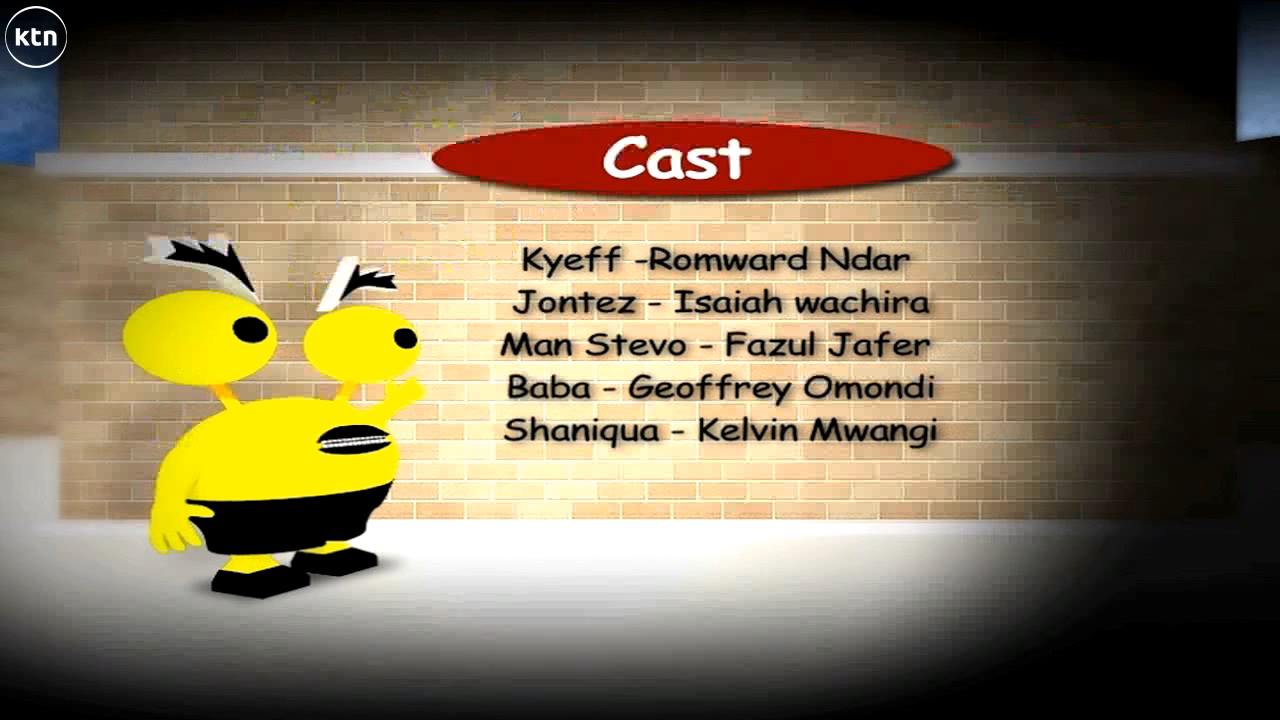 ktn
Cast
Kyeff -Romward Ndar
Jontez - Isaiah wachira
Man Stevo - Fazul Jafer
Baba - Geoffrey Omondi
Shaniqua - Kelvin Mwangi